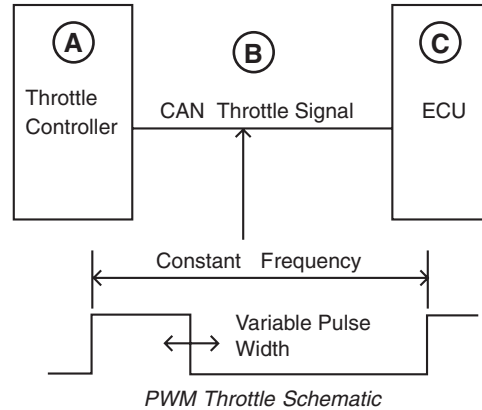 A
B
C
Throttle
Controller
CAN Throttle Signal
ECU
Constant Frequency
Variable Pulse
Width
PWM Throttle Schematic